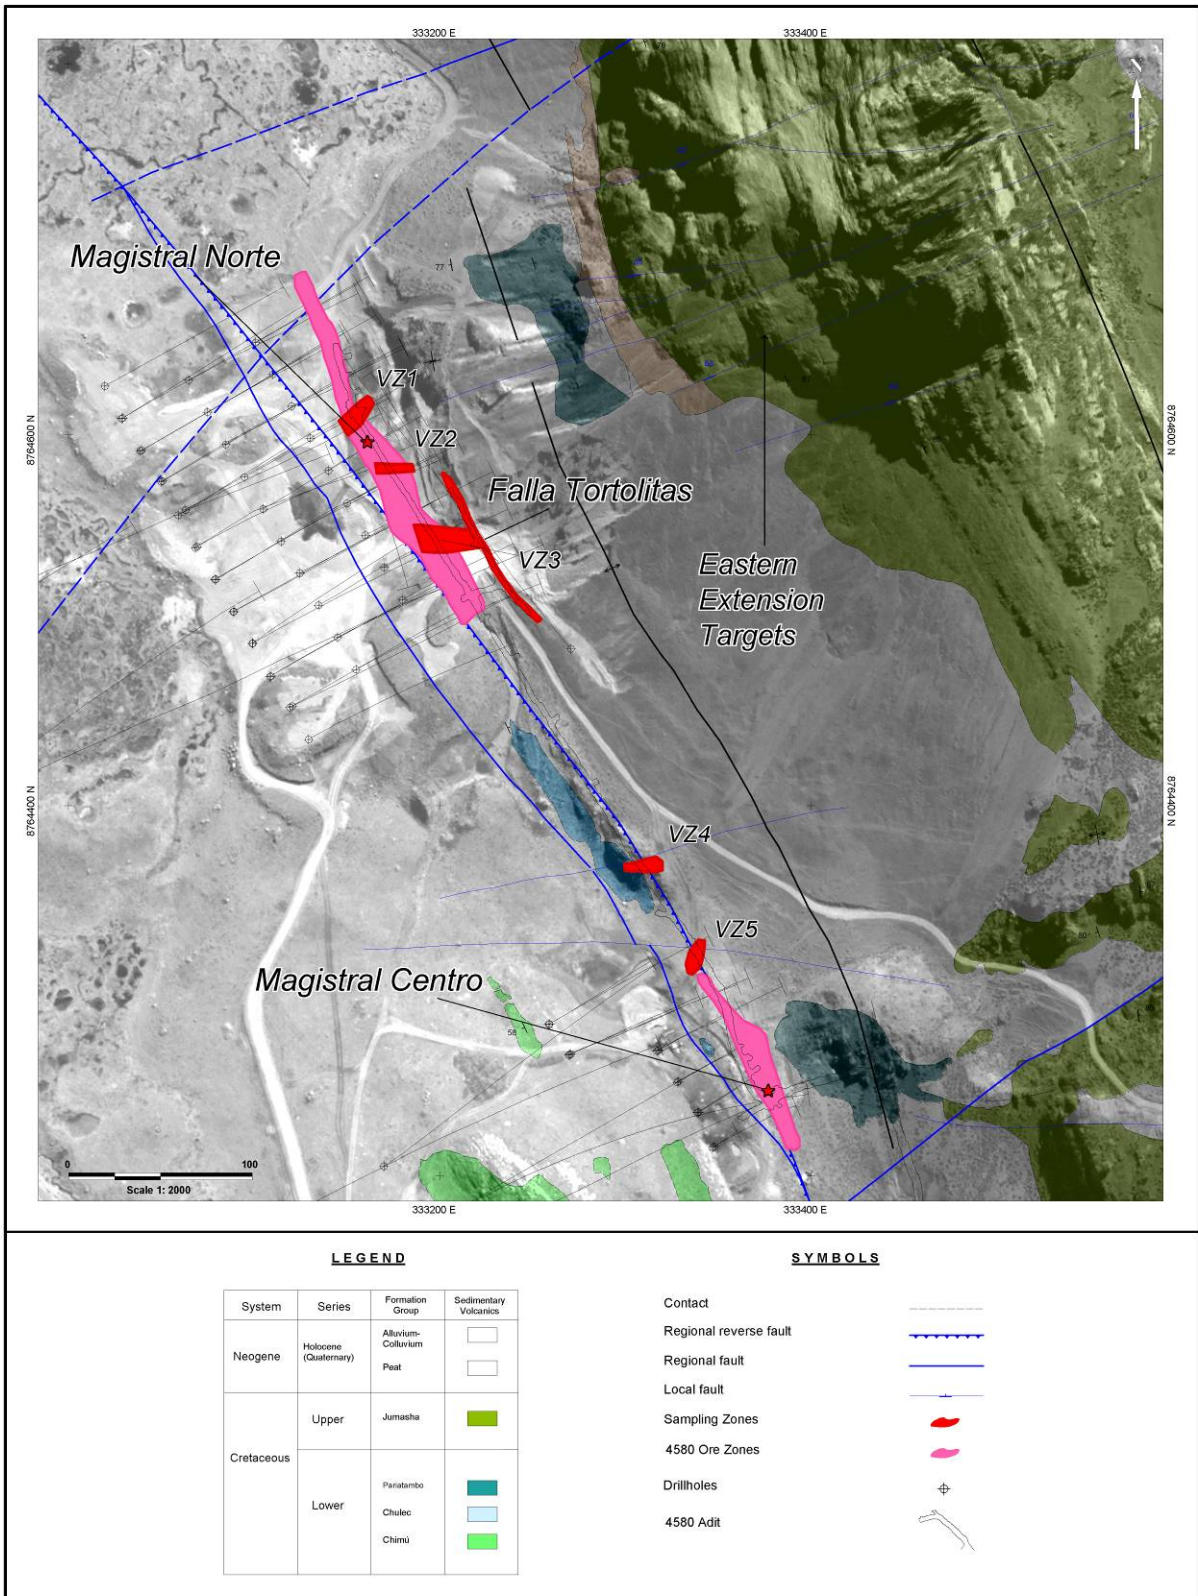 333200 E
333400 E
Magistral Norte
77
VZ1
8764600 N
8764600 N
VZ2
Falla Tortolitas
VZ3
Eastern
Extension
Targets
8764400 N
8764400 N
VZ4
VZ5
80
Magistral Centro
58
0
100
Scale 1: 2000
333200 E
333400 E
LEGEND
System
Series
Formation
Group
Sedimentary
Volcanics
Neogene
Holocene
(Quaternary)
Alluvium-
Colluvium
Peat
Cretaceous
Upper
Jumasha
Lower
Pariatambo
Chulec
Chimú
SYMBOLS
Contact
Regional reverse fault
Regional fault
Local fault
Sampling Zones
4580 Ore Zones
Drillholes
4580 Adit